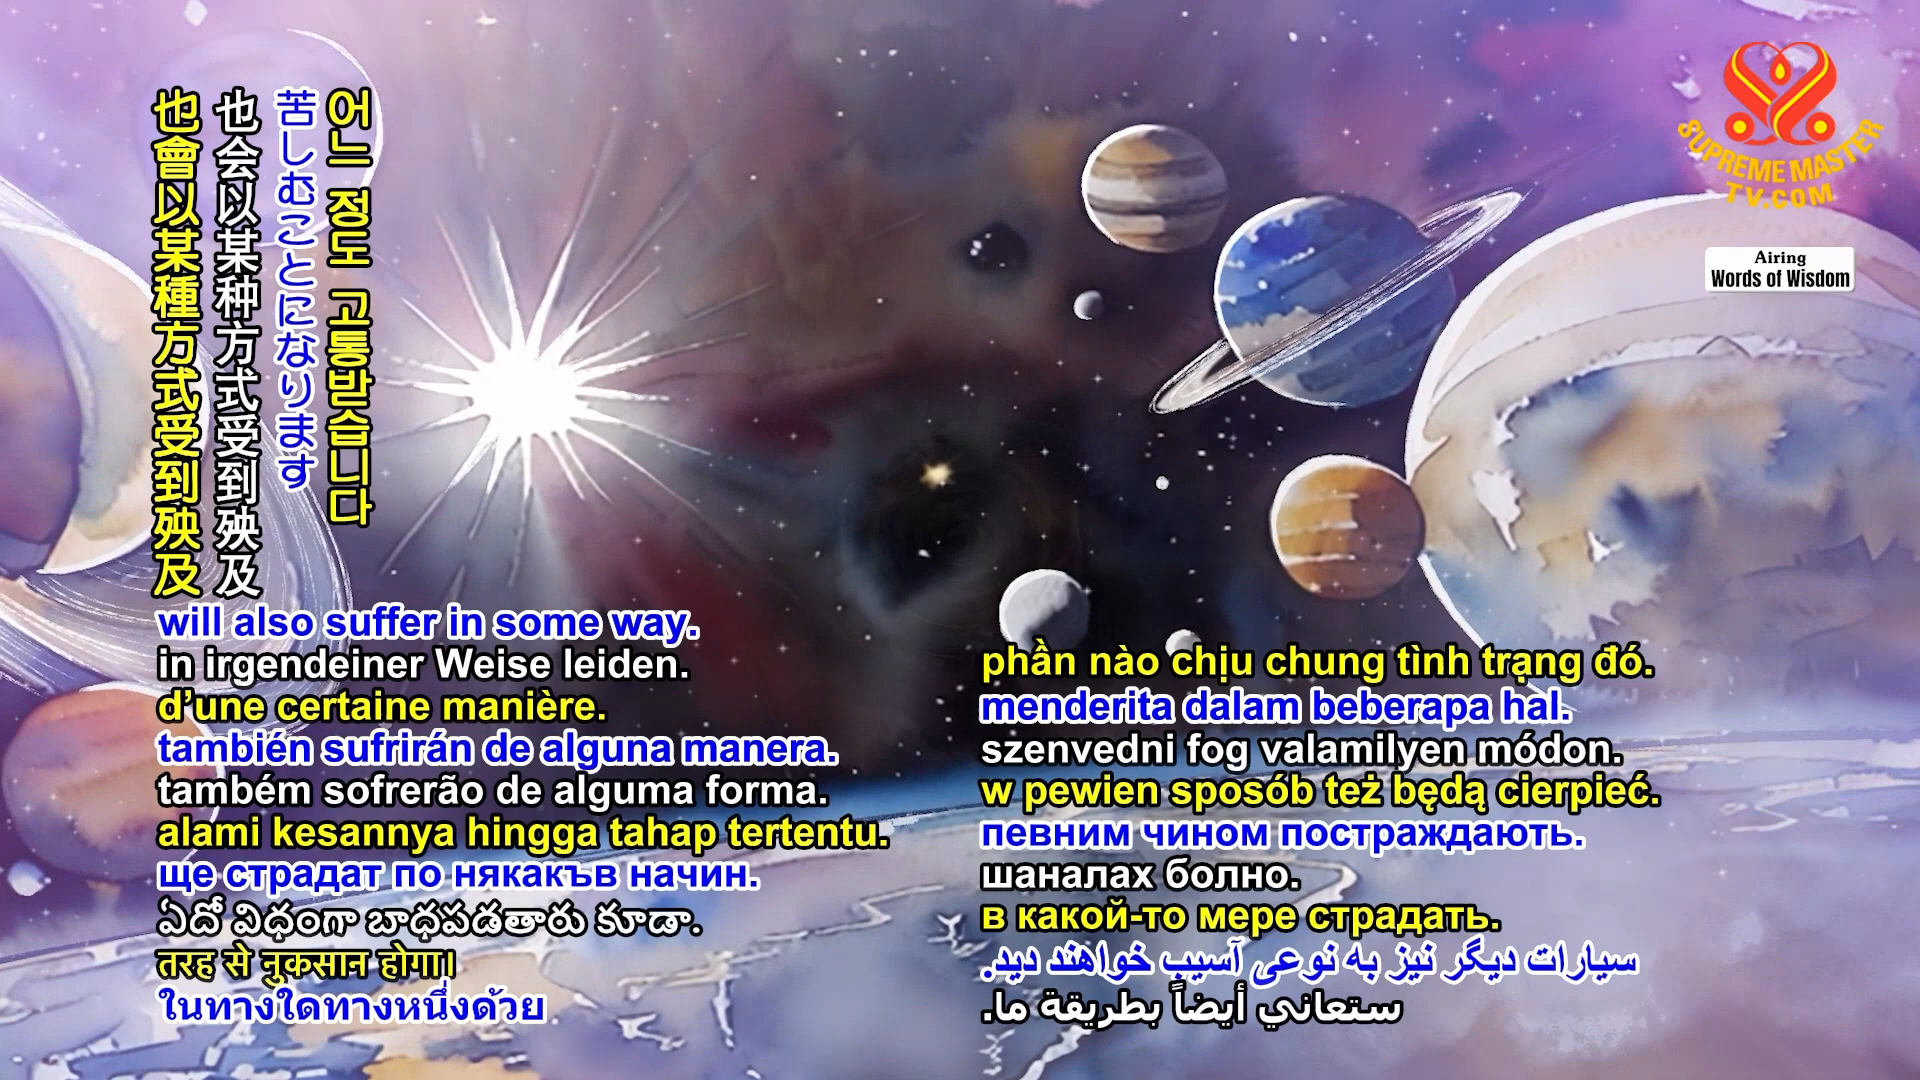 어느 정도 고통받습니다
苦しむことになります
也会以某种方式受到殃及
也會以某種方式受到殃及
will also suffer in some way.
in irgendeiner Weise leiden.
d’une certaine manière.
también sufrirán de alguna manera.
também sofrerão de alguma forma.
alami kesannya hingga tahap tertentu.
ще страдат по някакъв начин.
ఏదో విధంగా బాధపడతారు కూడా.
तरह से नुकसान होगा।
ในทางใดทางหนึ่งด้วย
phần nào chịu chung tình trạng đó.
menderita dalam beberapa hal.
szenvedni fog valamilyen módon.
w pewien sposób też będą cierpieć.
певним чином постраждають.
шаналах болно.
в какой-то мере страдать.
سیارات دیگر نیز به نوعی آسیب خواهند دید.
ستعاني أيضاً بطريقة ما.
SUPREME MASTER
TV.COM
Airing
Words of Wisdom